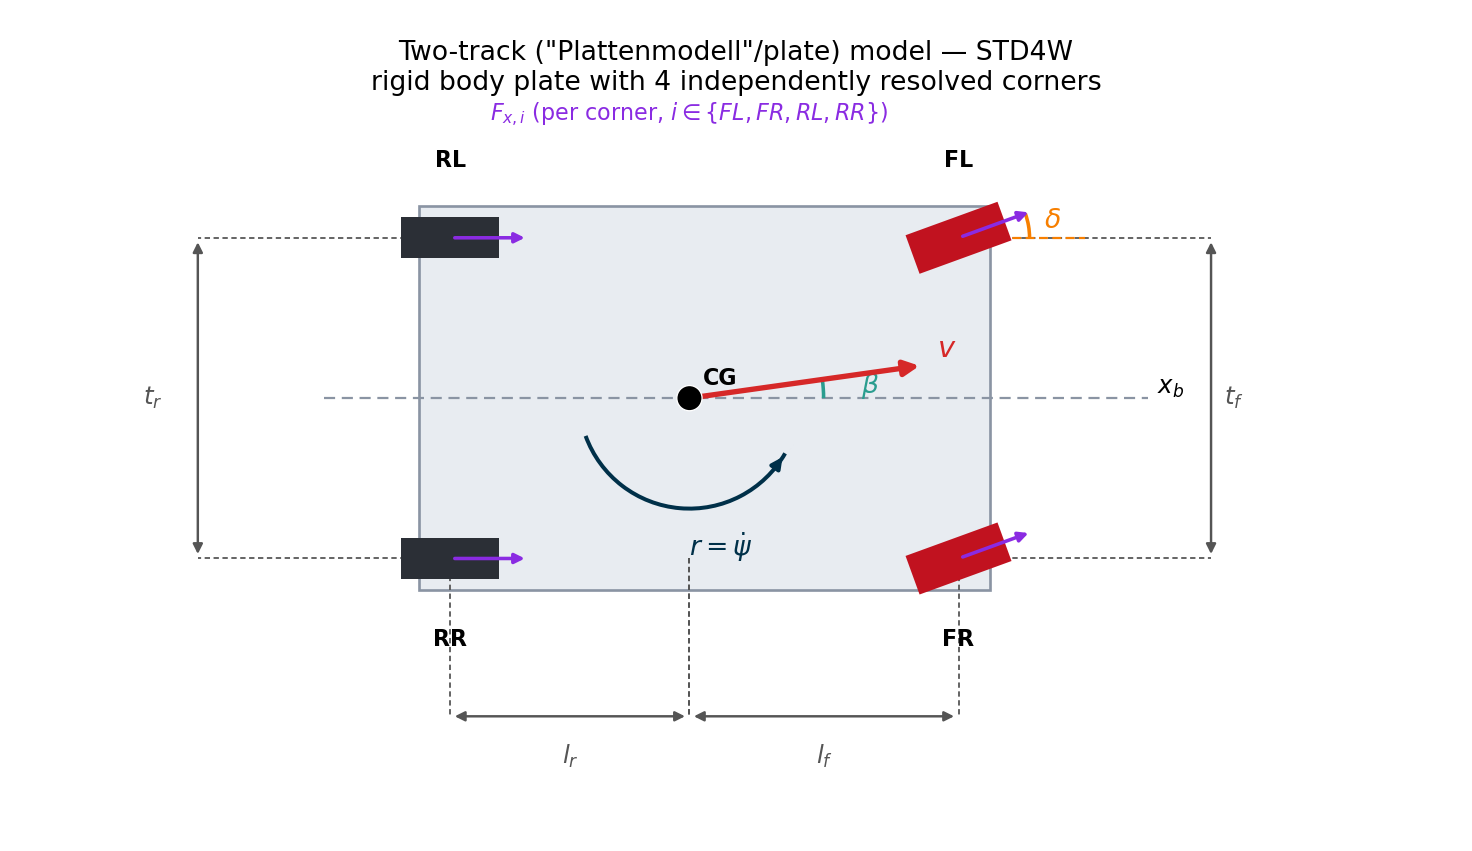 Two-track ("Plattenmodell"/plate) model — STD4W
rigid body plate with 4 independently resolved corners
F_{x,i} (per corner, i ∈ {FL, FR, RL, RR})
RL
FL
δ
v
CG
β
x_b
t_r
t_f
r = ψ̇
RR
FR
l_r
l_f